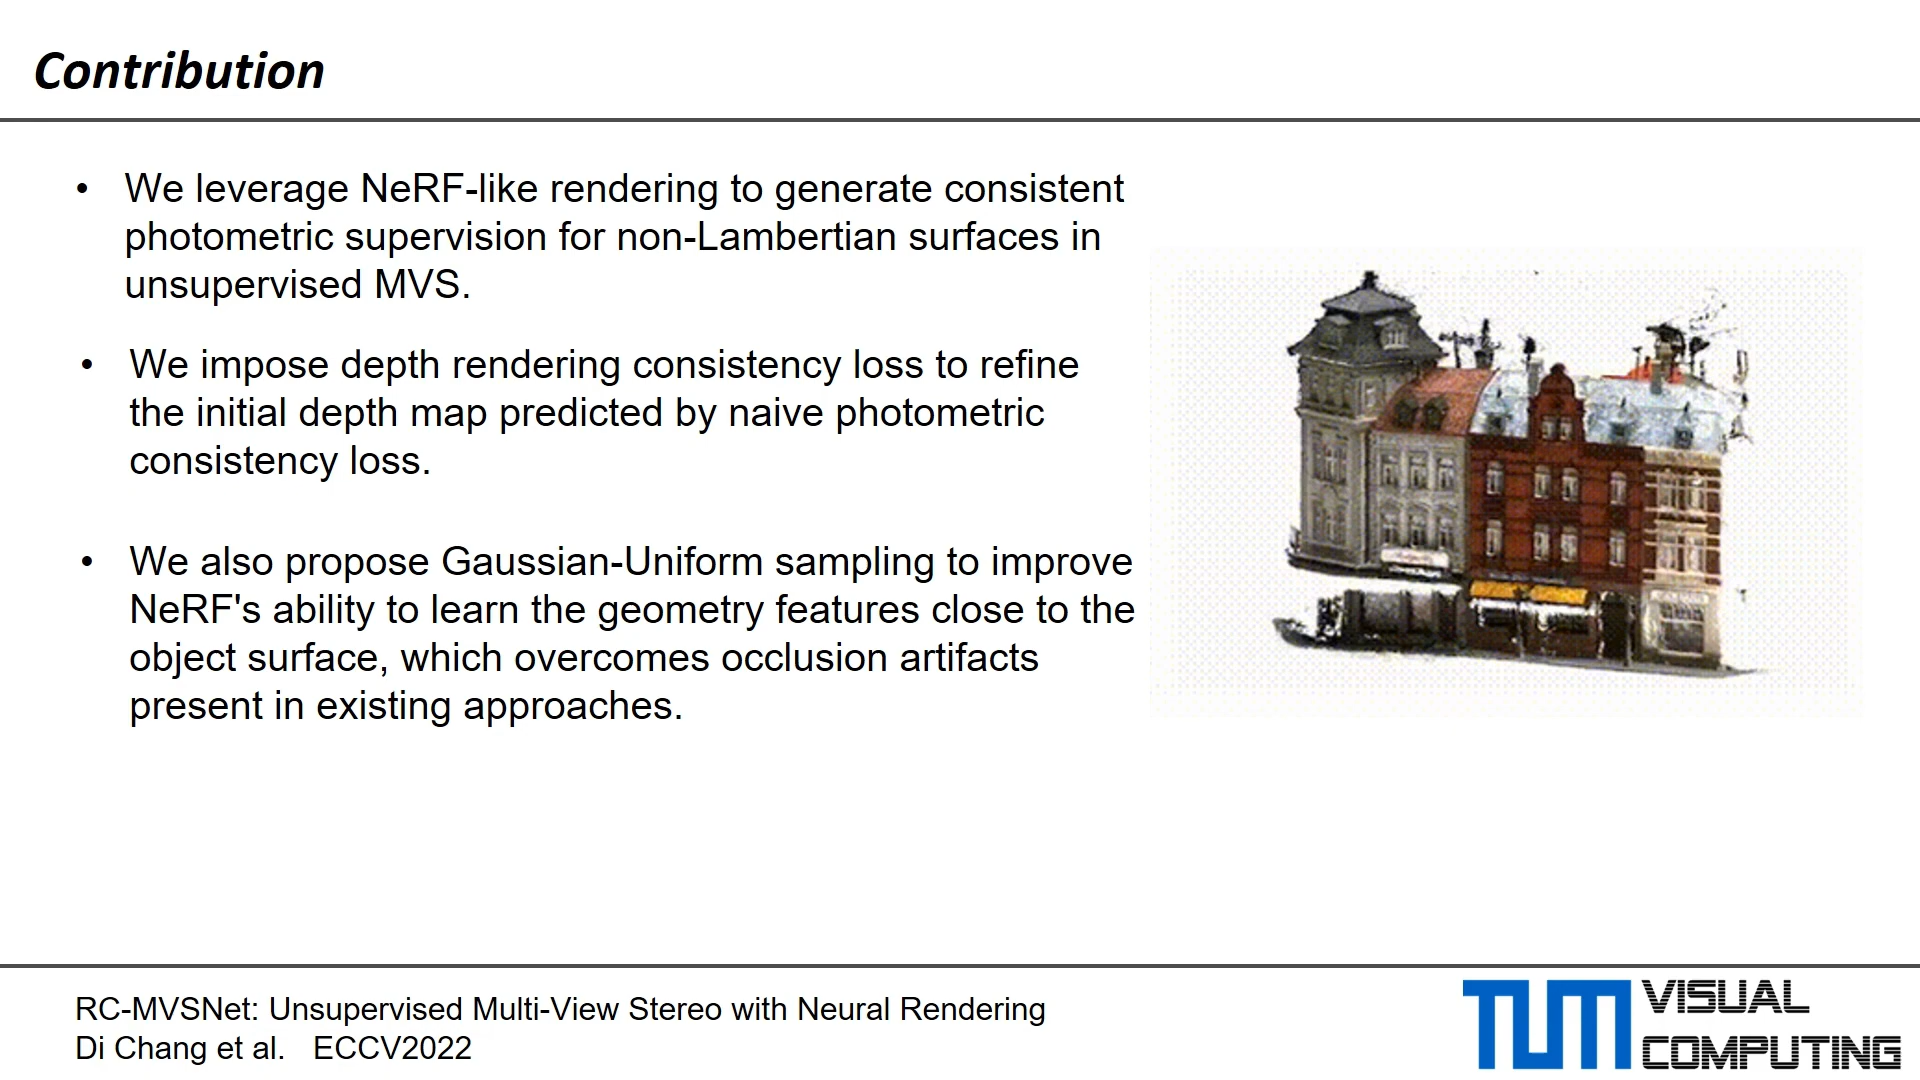 Contribution
• We leverage NeRF-like rendering to generate consistent
photometric supervision for non-Lambertian surfaces in
unsupervised MVS.
• We impose depth rendering consistency loss to refine
the initial depth map predicted by naive photometric
consistency loss.
• We also propose Gaussian-Uniform sampling to improve
NeRF's ability to learn the geometry features close to the
object surface, which overcomes occlusion artifacts
present in existing approaches.
RC-MVSNet: Unsupervised Multi-View Stereo with Neural Rendering
Di Chang et al. ECCV2022
TUM VISUAL
COMPUTING